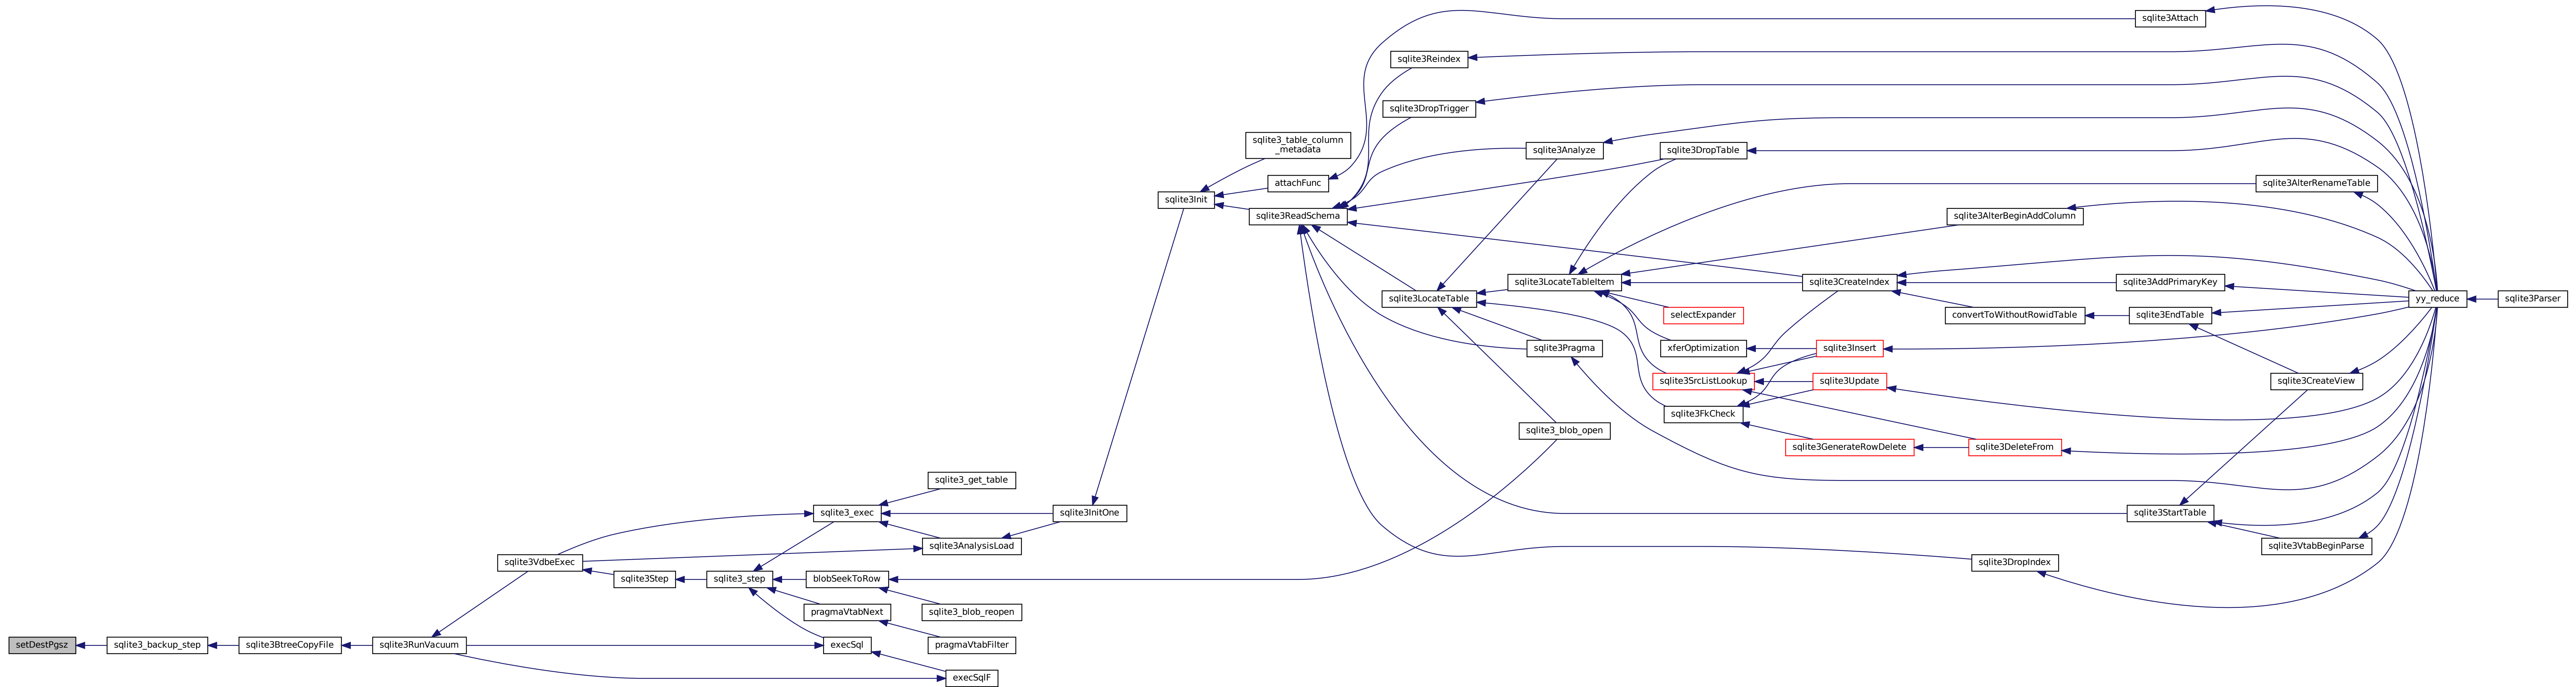 sqlite3Attach
sqlite3Reindex
sqlite3DropTrigger
sqlite3_table_column
_metadata
sqlite3Analyze
sqlite3DropTable
attachFunc
sqlite3AlterRenameTable
sqlite3Init
sqlite3ReadSchema
sqlite3AlterBeginAddColumn
sqlite3LocateTableItem
sqlite3CreateIndex
sqlite3AddPrimaryKey
sqlite3LocateTable
yy_reduce
sqlite3Parser
selectExpander
convertToWithoutRowidTable
sqlite3EndTable
sqlite3Pragma
xferOptimization
sqlite3Insert
sqlite3SrcListLookup
sqlite3Update
sqlite3CreateView
sqlite3FkCheck
sqlite3_blob_open
sqlite3GenerateRowDelete
sqlite3DeleteFrom
sqlite3_get_table
sqlite3_exec
sqlite3InitOne
sqlite3StartTable
sqlite3AnalysisLoad
sqlite3VtabBeginParse
sqlite3VdbeExec
sqlite3DropIndex
sqlite3Step
sqlite3_step
blobSeekToRow
pragmaVtabNext
sqlite3_blob_reopen
setDestPgsz
sqlite3_backup_step
sqlite3BtreeCopyFile
sqlite3RunVacuum
execSql
pragmaVtabFilter
execSqlF